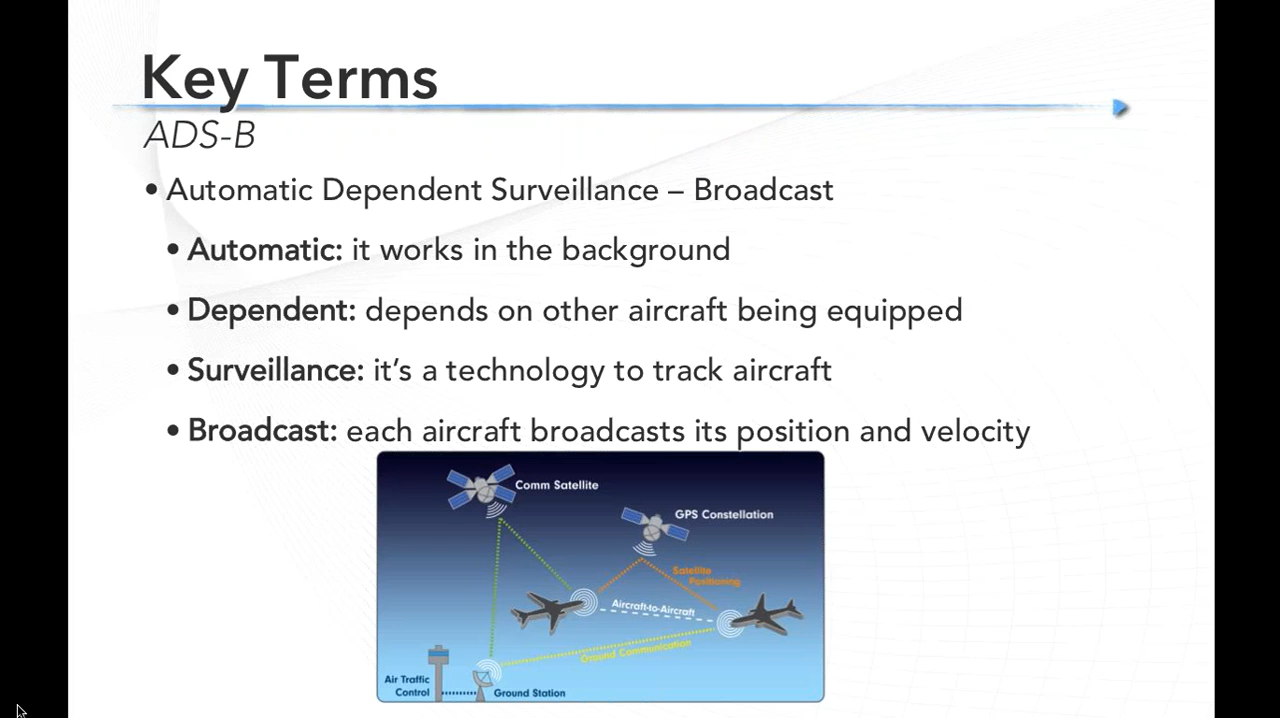 Key Terms
ADS-B
• Automatic Dependent Surveillance – Broadcast
• Automatic: it works in the background
• Dependent: depends on other aircraft being equipped
• Surveillance: it’s a technology to track aircraft
• Broadcast: each aircraft broadcasts its position and velocity
Comm Satellite
GPS Constellation
Satellite
Positioning
Aircraft-to-Aircraft
Ground Communication
Air Traffic
Control
Ground Station